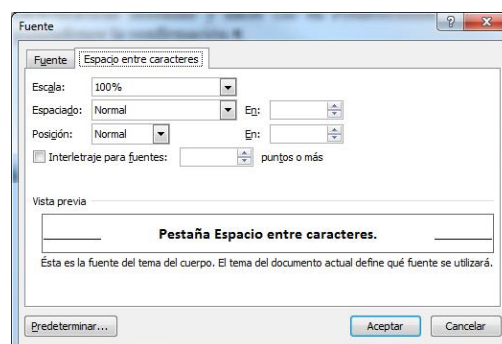 Fuente
Fuente Espacio entre caracteres
Escala: 100%
Espaciado: Normal En:
Posición: Normal En:
Interletraje para fuentes: puntos o más
Vista previa
Pestaña Espacio entre caracteres.
Ésta es la fuente del tema del cuerpo. El tema del documento actual define qué fuente se utilizará.
Predeterminar... Aceptar Cancelar